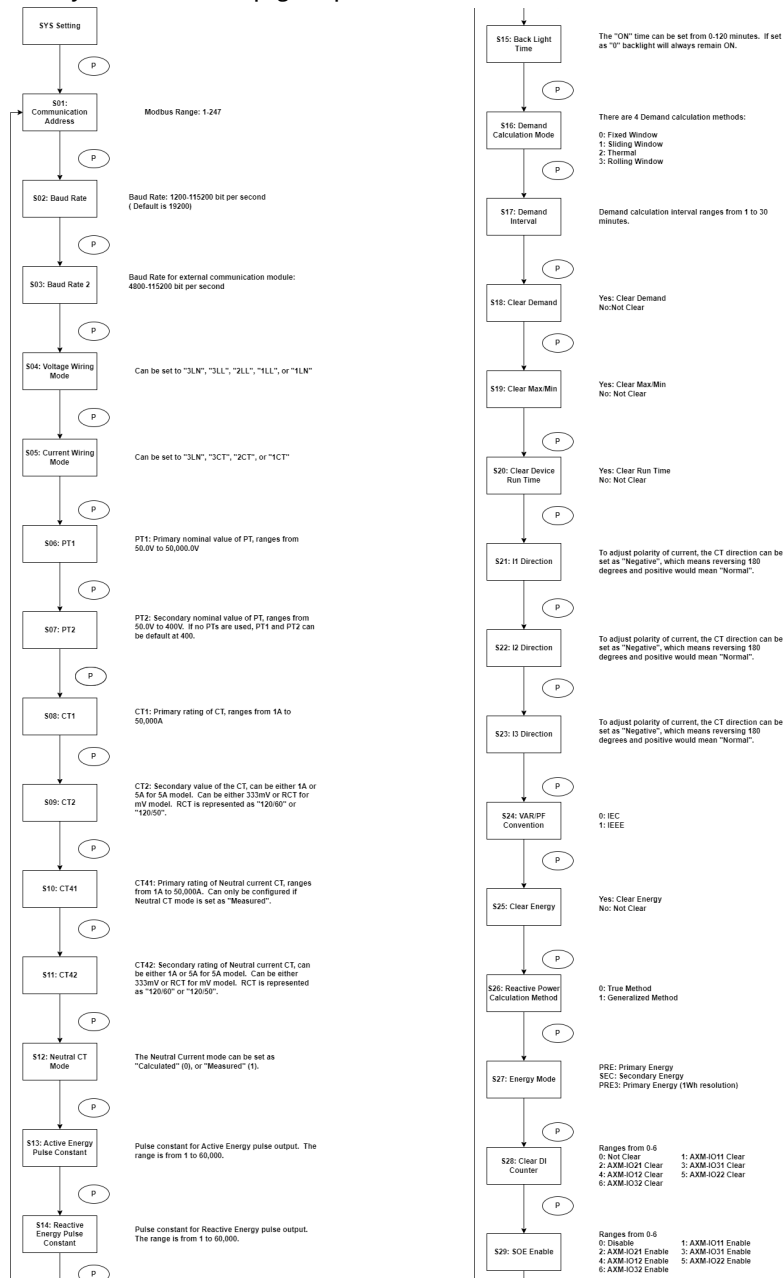 SYS Setting
P
S01:
Communication
Address
Modbus Range: 1-247
P
S02: Baud Rate
Baud Rate: 1200-115200 bit per second
( Default is 19200)
P
S03: Baud Rate 2
Baud Rate for external communication module:
4800-115200 bit per second
P
S04: Voltage Wiring
Mode
Can be set to "3LN", "3LL", "2LL", "1LL", or "1LN"
P
S05: Current Wiring
Mode
Can be set to "3LN", "3CT", "2CT", or "1CT"
P
S06: PT1
PT1: Primary nominal value of PT, ranges from
50.0V to 50,000.0V
P
S07: PT2
PT2: Secondary nominal value of PT, ranges from
50.0V to 400V. If no PTs are used, PT1 and PT2 can
be default at 400.
P
S08: CT1
CT1: Primary rating of CT, ranges from 1A to
50,000A
P
S09: CT2
CT2: Secondary value of the CT, can be either 1A or
5A for 5A model. Can be either 333mV or RCT for
mV model. RCT is represented as "120/60" or
"120/50".
P
S10: CT41
CT41: Primary rating of Neutral current CT, ranges
from 1A to 50,000A. Can only be configured if
Neutral CT mode is set as "Measured".
P
S11: CT42
CT42: Secondary rating of Neutral current CT, can
be either 1A or 5A for 5A model. Can be either
333mV or RCT for mV model. RCT is represented
as "120/60" or "120/50".
P
S12: Neutral CT
Mode
The Neutral Current mode can be set as
"Calculated" (0), or "Measured" (1).
P
S13: Active Energy
Pulse Constant
Pulse constant for Active Energy pulse output. The
range is from 1 to 60,000.
P
S14: Reactive
Energy Pulse
Constant
Pulse constant for Reactive Energy pulse output.
The range is from 1 to 60,000.
P
S15: Back Light
Time
The "ON" time can be set from 0-120 minutes. If set
as "0" backlight will always remain ON.
P
S16: Demand
Calculation Mode
There are 4 Demand calculation methods:
0: Fixed Window
1: Sliding Window
2: Thermal
3: Rolling Window
P
S17: Demand
Interval
Demand calculation interval ranges from 1 to 30
minutes.
P
S18: Clear Demand
Yes: Clear Demand
No:Not Clear
P
S19: Clear Max/Min
Yes: Clear Max/Min
No: Not Clear
P
S20: Clear Device
Run Time
Yes: Clear Run Time
No: Not Clear
P
S21: I1 Direction
To adjust polarity of current, the CT direction can be
set as "Negative", which means reversing 180
degrees and positive would mean "Normal".
P
S22: I2 Direction
To adjust polarity of current, the CT direction can be
set as "Negative", which means reversing 180
degrees and positive would mean "Normal".
P
S23: I3 Direction
To adjust polarity of current, the CT direction can be
set as "Negative", which means reversing 180
degrees and positive would mean "Normal".
P
S24: VAR/PF
Convention
0: IEC
1: IEEE
P
S25: Clear Energy
Yes: Clear Energy
No: Not Clear
P
S26: Reactive Power
Calculation Method
0: True Method
1: Generalized Method
P
S27: Energy Mode
PRE: Primary Energy
SEC: Secondary Energy
PRE3: Primary Energy (1Wh resolution)
P
S28: Clear DI
Counter
Ranges from 0-6
0: Not Clear 1: AXM-IO11 Clear
2: AXM-IO21 Clear 3: AXM-IO31 Clear
4: AXM-IO12 Clear 5: AXM-IO22 Clear
6: AXM-IO32 Clear
P
S29: SOE Enable
Ranges from 0-6
0: Disable 1: AXM-IO11 Enable
2: AXM-IO21 Enable 3: AXM-IO31 Enable
4: AXM-IO12 Enable 5: AXM-IO22 Enable
6: AXM-IO32 Enable